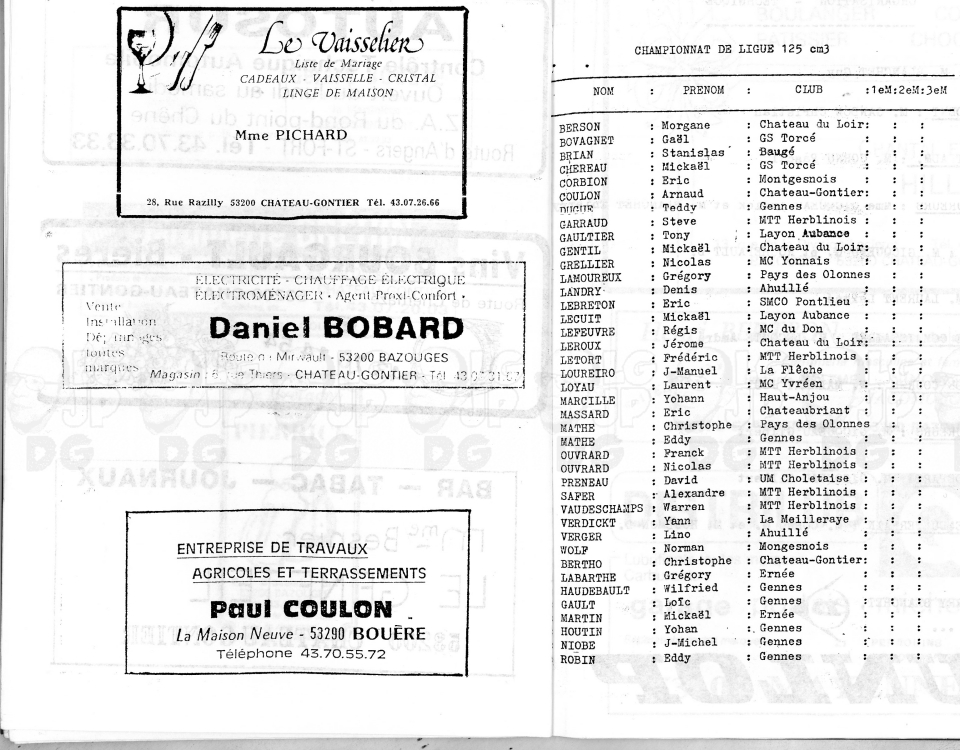 Le Vaisselier
Liste de Mariage
CADEAUX - VAISSELLE - CRISTAL
LINGE DE MAISON
Mme PICHARD
28, Rue Razilly 53200 CHATEAU-GONTIER Tél. 43.07.26.66
ÉLECTRICITÉ - CHAUFFAGE ÉLECTRIQUE
ÉLECTROMÉNAGER - Agent Proxi-Confort -
Vente
Installation
Dépannages
toutes
marques
Daniel BOBARD
Route de Mirwault - 53200 BAZOUGES
Magasin : rue Thiers - CHATEAU-GONTIER - Tél 43.07.31.67
ENTREPRISE DE TRAVAUX
AGRICOLES ET TERRASSEMENTS
Paul COULON
La Maison Neuve - 53290 BOUÈRE
Téléphone 43.70.55.72
CHAMPIONNAT DE LIGUE 125 cm3
NOM : PRENOM : CLUB :1eM:2eM:3eM
BERSON : Morgane : Chateau du Loir: : :
BOVAGNET : Gaël : GS Torcé : : :
BRIAN : Stanislas : Baugé : : :
CHEREAU : Mickaël : GS Torcé : : :
CORBION : Eric : Montgesnois : : :
COULON : Arnaud : Chateau-Gontier: : :
DUGUE : Teddy : Gennes : : :
GARRAUD : Steve : MTT Herblinois : : :
GAULTIER : Tony : Layon Aubance : : :
GENTIL : Mickaël : Chateau du Loir: : :
GRELLIER : Nicolas : MC Yonnais : : :
LAMOUREUX : Grégory : Pays des Olonnes : :
LANDRY : Denis : Ahuillé : : :
LEBRETON : Eric : SMCO Pontlieu : : :
LECUIT : Mickaël : Layon Aubance : : :
LEFEUVRE : Régis : MC du Don : : :
LEROUX : Jérome : Chateau du Loir: : :
LETORT : Frédéric : MTT Herblinois : : :
LOUREIRO : J-Manuel : La Flêche : : :
LOYAU : Laurent : MC Yvréen : : :
MARCILLE : Yohann : Haut-Anjou : : :
MASSARD : Eric : Chateaubriant : : :
MATHE : Christophe : Pays des Olonnes : :
MATHE : Eddy : Gennes : : :
OUVRARD : Franck : MTT Herblinois : : :
OUVRARD : Nicolas : MTT Herblinois : : :
PRENEAU : David : UM Choletaise : : :
SAFER : Alexandre : MTT Herblinois : : :
VAUDESCHAMPS : Warren : MTT Herblinois : : :
VERDICKT : Yann : La Meilleraye : : :
VERGER : Lino : Ahuillé : : :
WOLF : Norman : Mongesnois : : :
BERTHO : Christophe : Chateau-Gontier: : :
LABARTHE : Grégory : Ernée : : :
HAUDEBAULT : Wilfried : Gennes : : :
GAULT : Loïc : Gennes : : :
MARTIN : Mickaël : Ernée : : :
HOUTIN : Yohan : Gennes : : :
NIOBE : J-Michel : Gennes : : :
ROBIN : Eddy : Gennes : : :